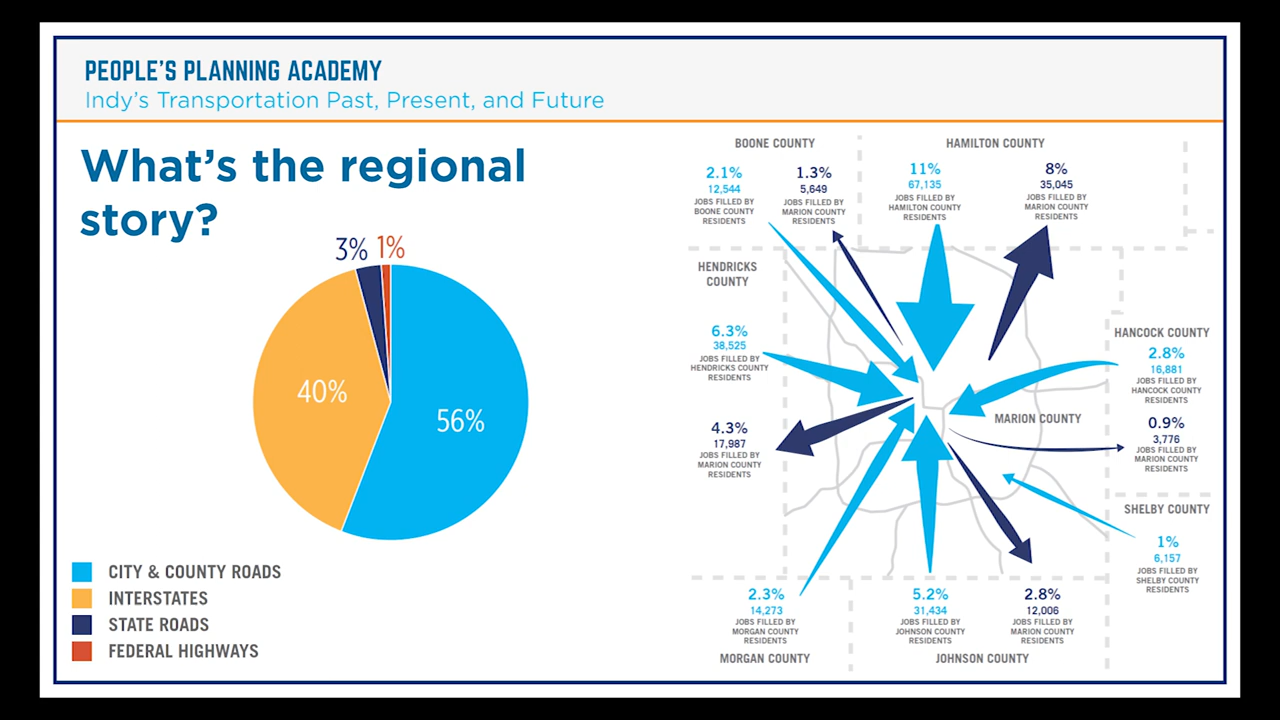 PEOPLE'S PLANNING ACADEMY
Indy's Transportation Past, Present, and Future
What's the regional
story?
3%
1%
40%
56%
CITY & COUNTY ROADS
INTERSTATES
STATE ROADS
FEDERAL HIGHWAYS
BOONE COUNTY
2.1%
12,544
JOBS FILLED BY
BOONE COUNTY
RESIDENTS
1.3%
5,649
JOBS FILLED BY
MARION COUNTY
RESIDENTS
HAMILTON COUNTY
11%
67,135
JOBS FILLED BY
HAMILTON COUNTY
RESIDENTS
8%
35,045
JOBS FILLED BY
MARION COUNTY
RESIDENTS
HENDRICKS
COUNTY
6.3%
38,525
JOBS FILLED BY
HENDRICKS COUNTY
RESIDENTS
4.3%
17,987
JOBS FILLED BY
MARION COUNTY
RESIDENTS
HANCOCK COUNTY
2.8%
16,881
JOBS FILLED BY
HANCOCK COUNTY
RESIDENTS
MARION COUNTY
0.9%
3,776
JOBS FILLED BY
MARION COUNTY
RESIDENTS
SHELBY COUNTY
1%
6,157
JOBS FILLED BY
SHELBY COUNTY
RESIDENTS
2.3%
14,273
JOBS FILLED BY
MORGAN COUNTY
RESIDENTS
MORGAN COUNTY
5.2%
31,434
JOBS FILLED BY
JOHNSON COUNTY
RESIDENTS
2.8%
12,006
JOBS FILLED BY
MARION COUNTY
RESIDENTS
JOHNSON COUNTY